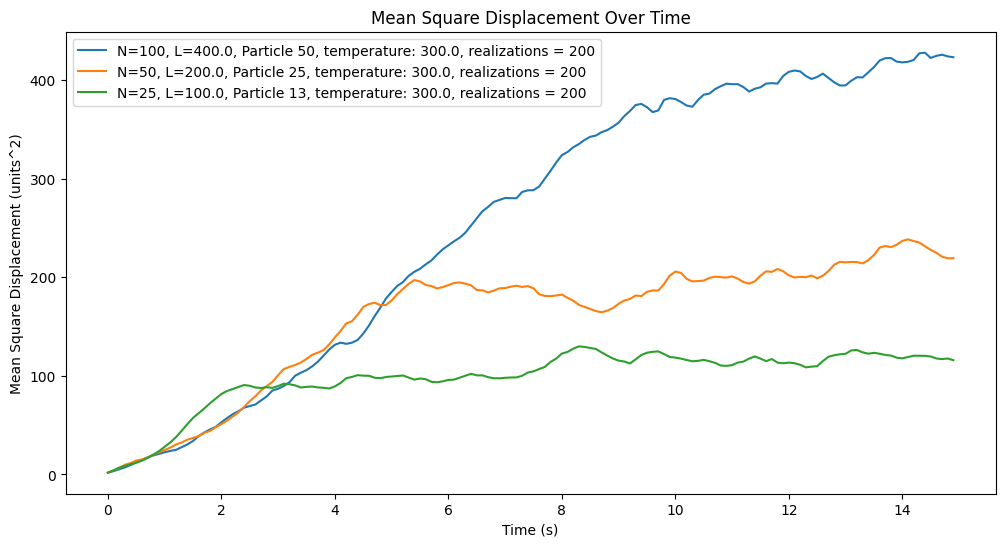 Mean Square Displacement Over Time
N=100, L=400.0, Particle 50, temperature: 300.0, realizations = 200
N=50, L=200.0, Particle 25, temperature: 300.0, realizations = 200
N=25, L=100.0, Particle 13, temperature: 300.0, realizations = 200
Mean Square Displacement (units^2)
400
300
200
100
0
0 2 4 6 8 10 12 14
Time (s)